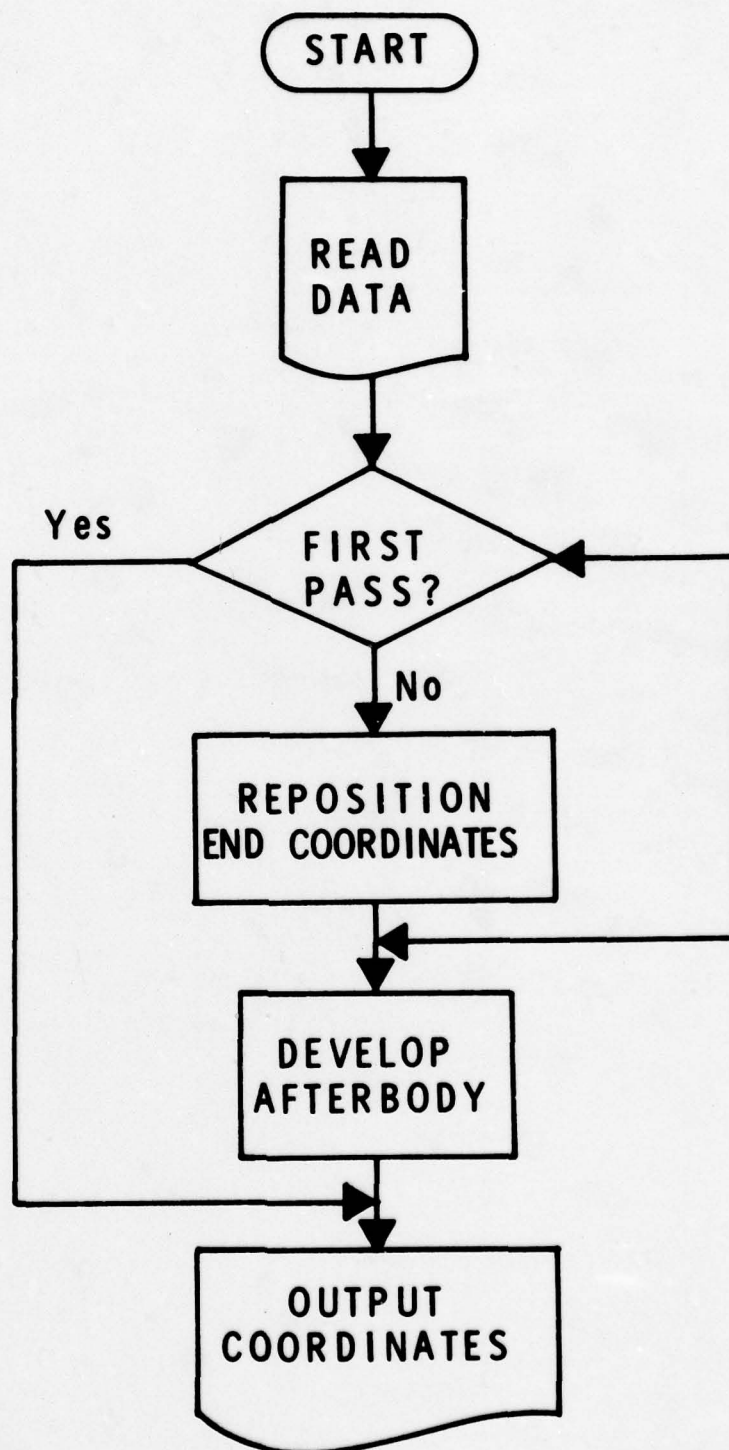 START
READ
DATA
Yes
FIRST
PASS?
No
REPOSITION
END COORDINATES
DEVELOP
AFTERBODY
OUTPUT
COORDINATES